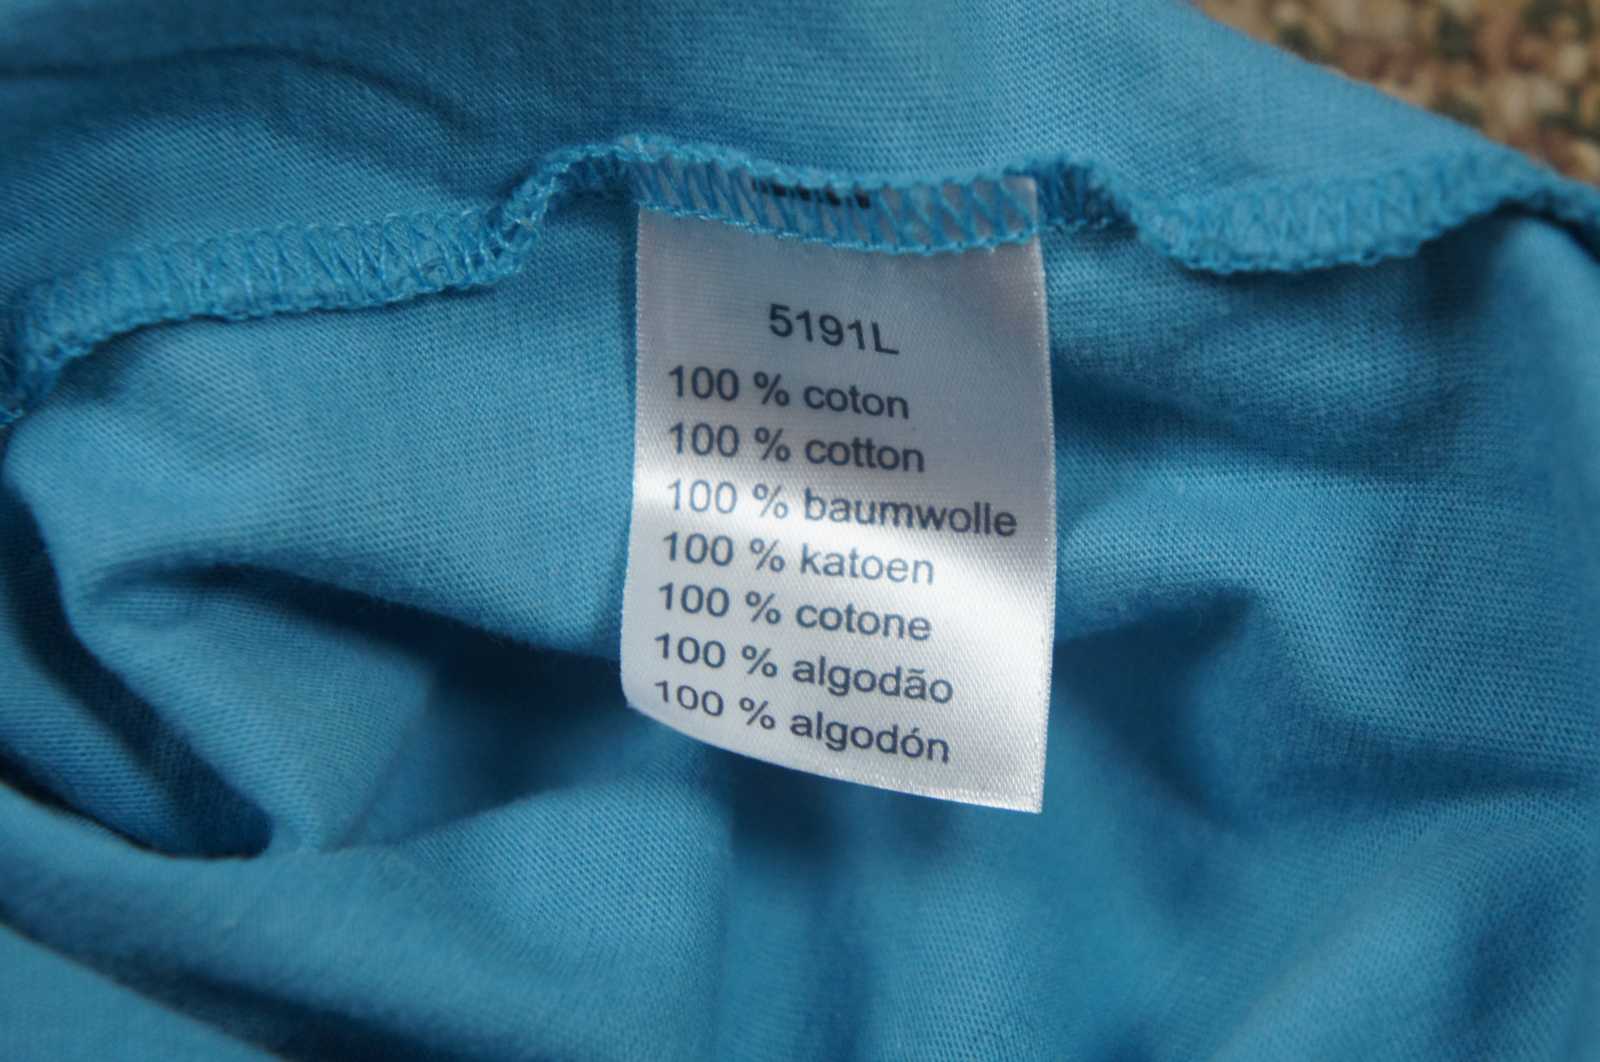 5191L
100 % coton
100 % cotton
100 % baumwolle
100 % katoen
100 % cotone
100 % algodão
100 % algodón